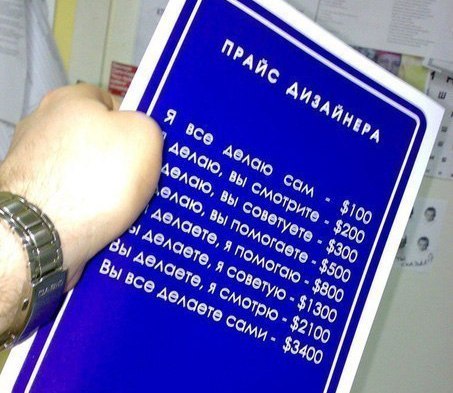 ПРАЙС ДИЗАЙНЕРА
Я все делаю сам - $100
делаю, вы смотрите - $200
делаю, вы советуете - $300
делаю, вы помогаете - $500
делаете, я помогаю - $800
Вы делаете, я советую - $1300
Вы делаете, я смотрю - $2100
Вы все делаете сами - $3400